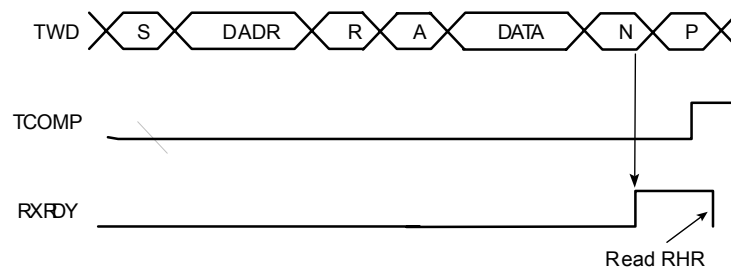 TWD S DADR R A DATA N P
TCOMP
RXRDY
Read RHR